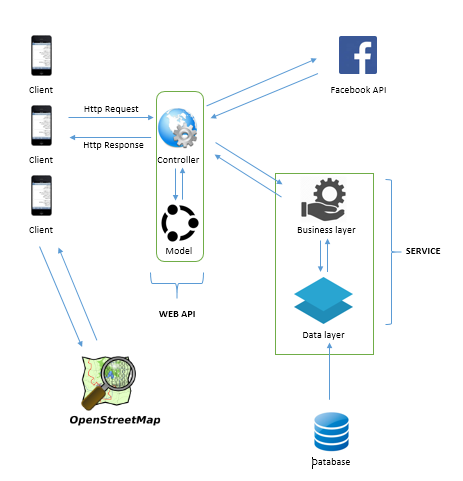 Client
Facebook API
Http Request
Http Response
Client
Controller
Client
Business layer
Model
SERVICE
WEB API
Data layer
OpenStreetMap
Database